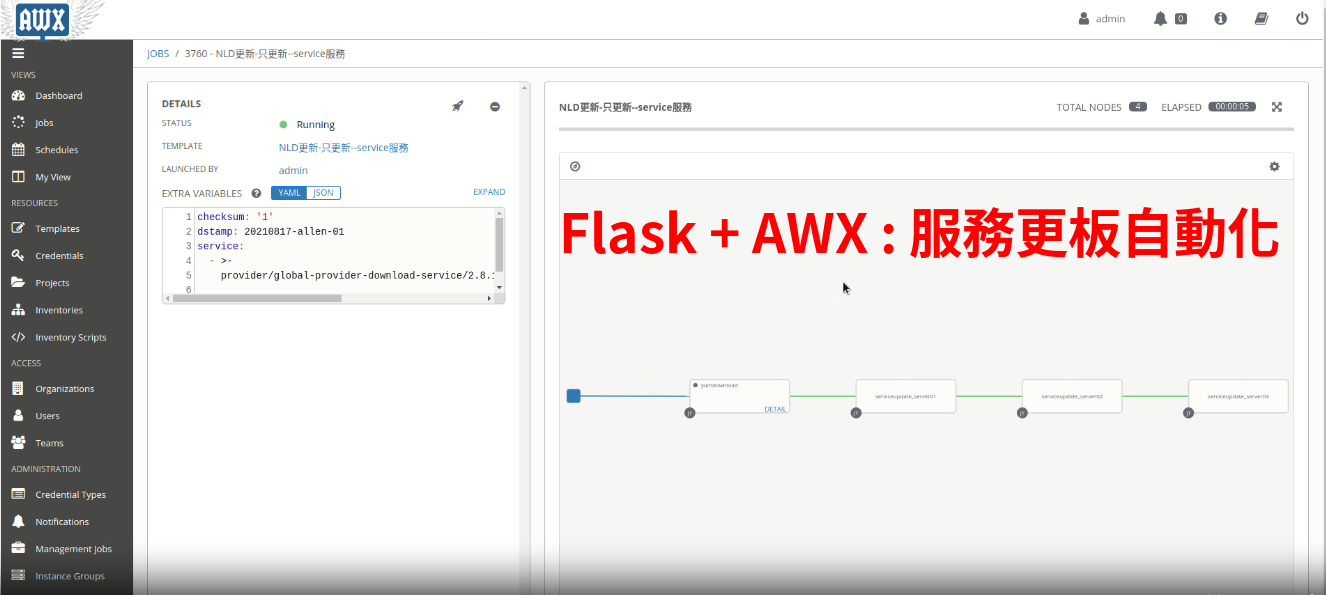 AWX
admin
0
JOBS / 3760 - NLD更新-只更新--service服務
VIEWS
Dashboard
Jobs
Schedules
My View
RESOURCES
Templates
Credentials
Projects
Inventories
Inventory Scripts
ACCESS
Organizations
Users
Teams
ADMINISTRATION
Credential Types
Notifications
Management Jobs
Instance Groups
DETAILS
STATUS
Running
TEMPLATE
NLD更新-只更新--service服務
LAUNCHED BY
admin
EXTRA VARIABLES
YAML
JSON
EXPAND
1 checksum: '1'
2 dstamp: 20210817-allen-01
3 service:
4 - >-
5 provider/global-provider-download-service/2.8.
6
NLD更新-只更新--service服務
TOTAL NODES 4
ELAPSED 00:00:05
Flask + AWX : 服務更板自動化
yumdownload
DETAIL
JT
serviceupdate_server01
JT
serviceupdate_server02
JT
serviceupdate_server03
JT